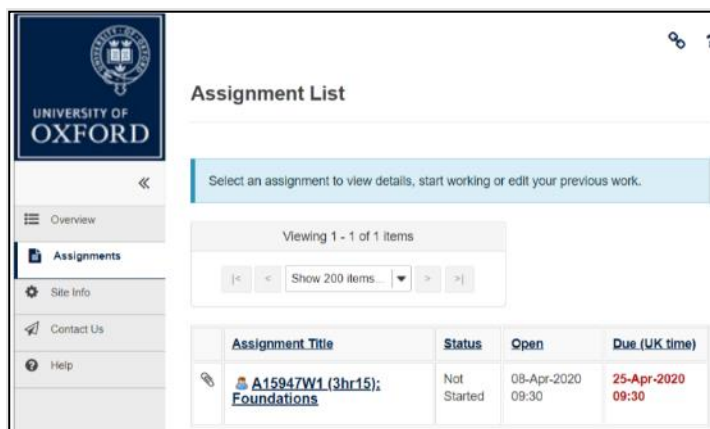 UNIVERSITY OF
OXFORD
Assignment List
Select an assignment to view details, start working or edit your previous work.
Overview
Assignments
Site Info
Contact Us
Help
Viewing 1 - 1 of 1 items
|< < Show 200 items... > >|
Assignment Title Status Open Due (UK time)
A15947W1 (3hr15): Not 08-Apr-2020 25-Apr-2020
Foundations Started 09:30 09:30